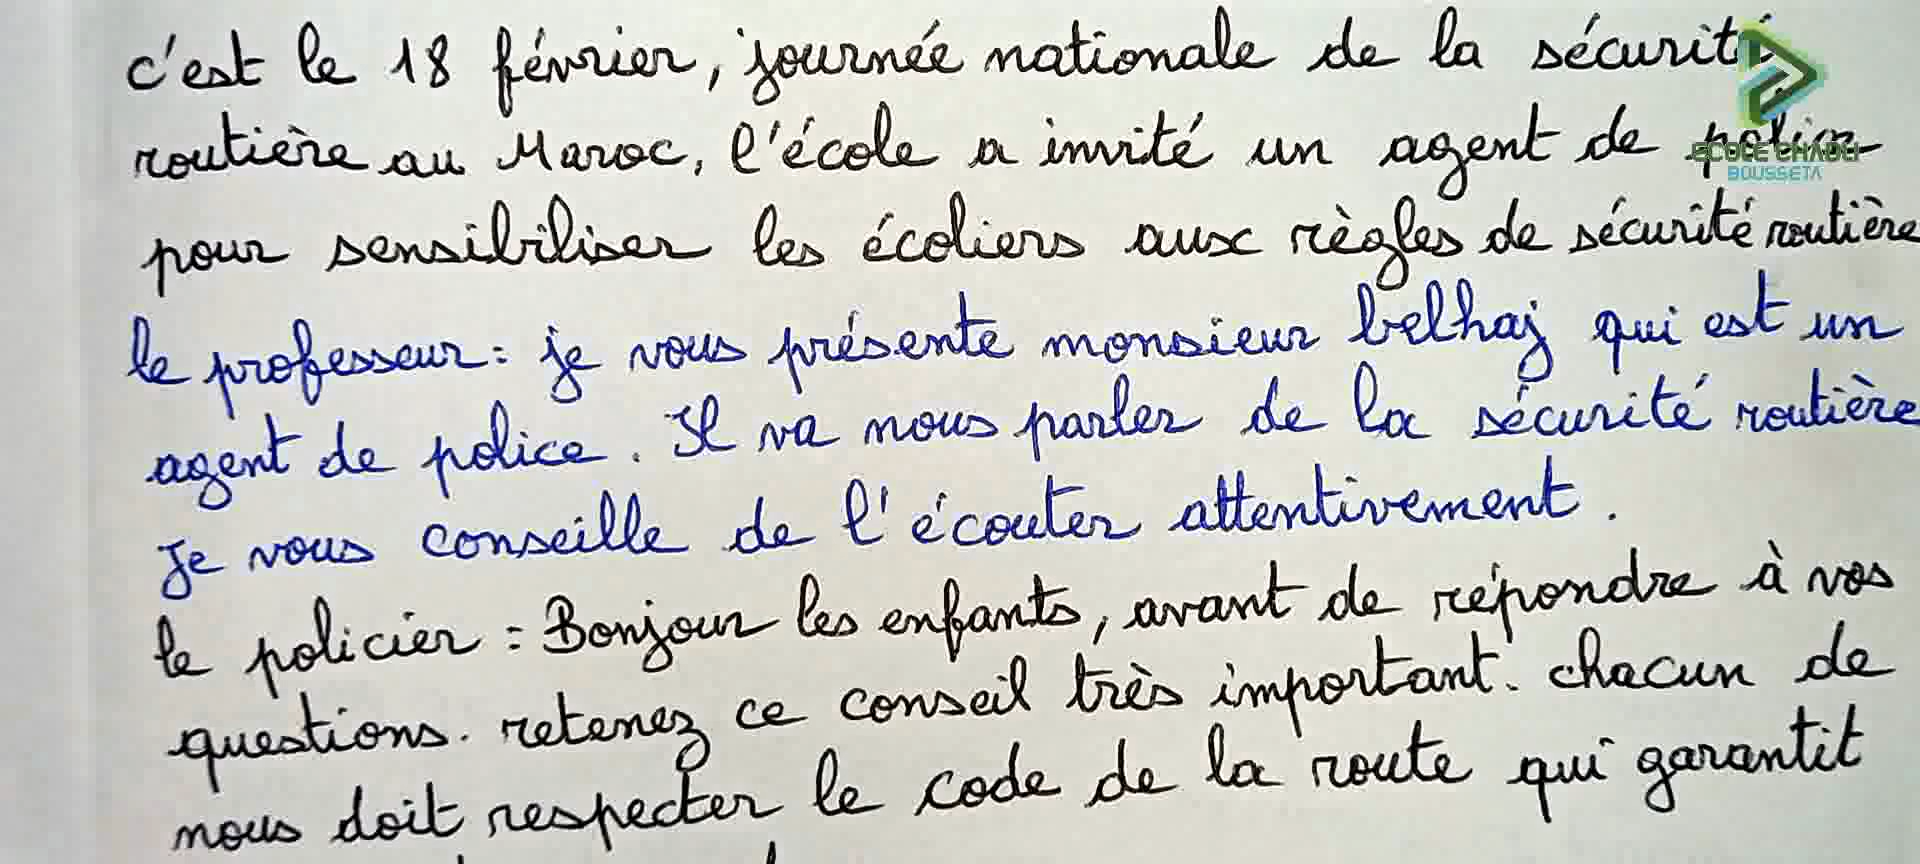 c'est le 18 février, journée nationale de la sécurité
routière au Maroc, l'école a invité un agent de police
pour sensibiliser les écoliers aux règles de sécurité routière
le professeur : je vous présente monsieur belhaj qui est un
agent de police. Il va nous parler de la sécurité routière
Je vous conseille de l'écouter attentivement.
le policier : Bonjour les enfants, avant de répondre à vos
questions. retenez ce conseil très important. chacun de
nous doit respecter le code de la route qui garantit
ECOLE CHAOLI
BOUSSETA